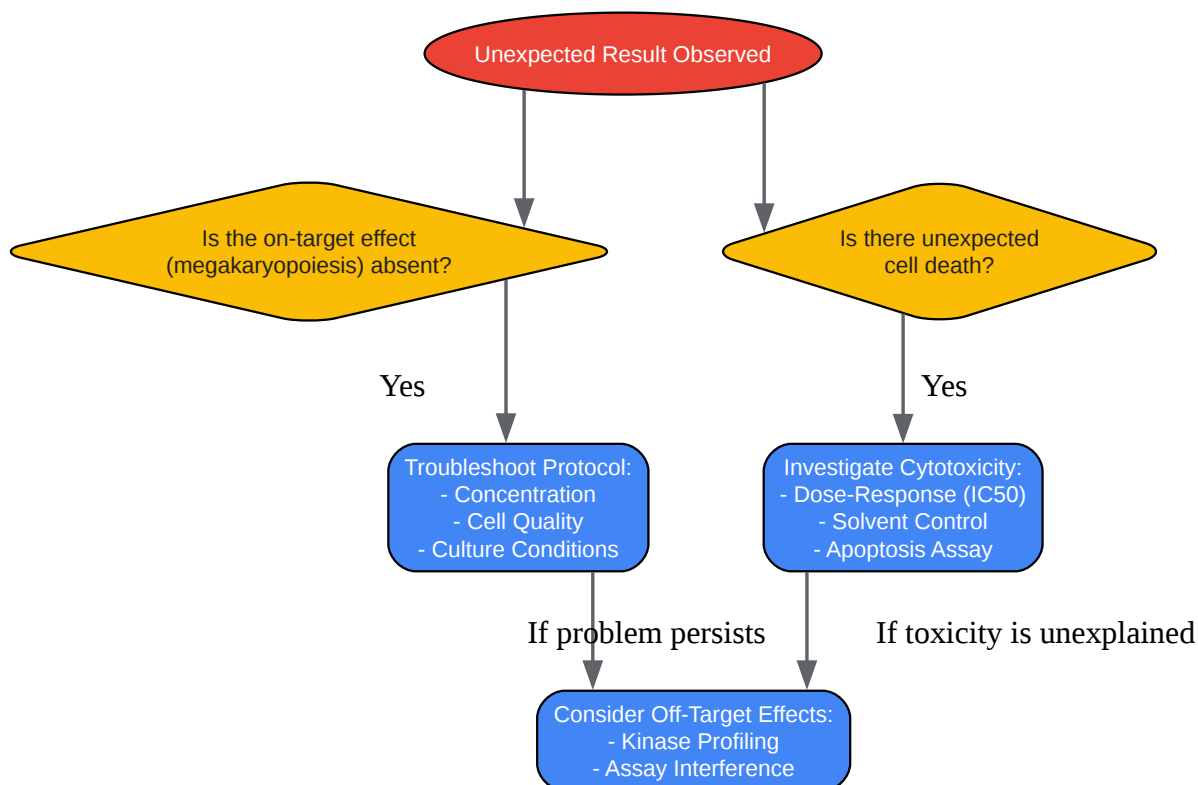 Unexpected Result Observed
Is the on-target effect
(megakaryopoiesis) absent?
Is there unexpected
cell death?
Yes
Yes
Troubleshoot Protocol:
- Concentration
- Cell Quality
- Culture Conditions
Investigate Cytotoxicity:
- Dose-Response (IC50)
- Solvent Control
- Apoptosis Assay
If problem persists
If toxicity is unexplained
Consider Off-Target Effects:
- Kinase Profiling
- Assay Interference